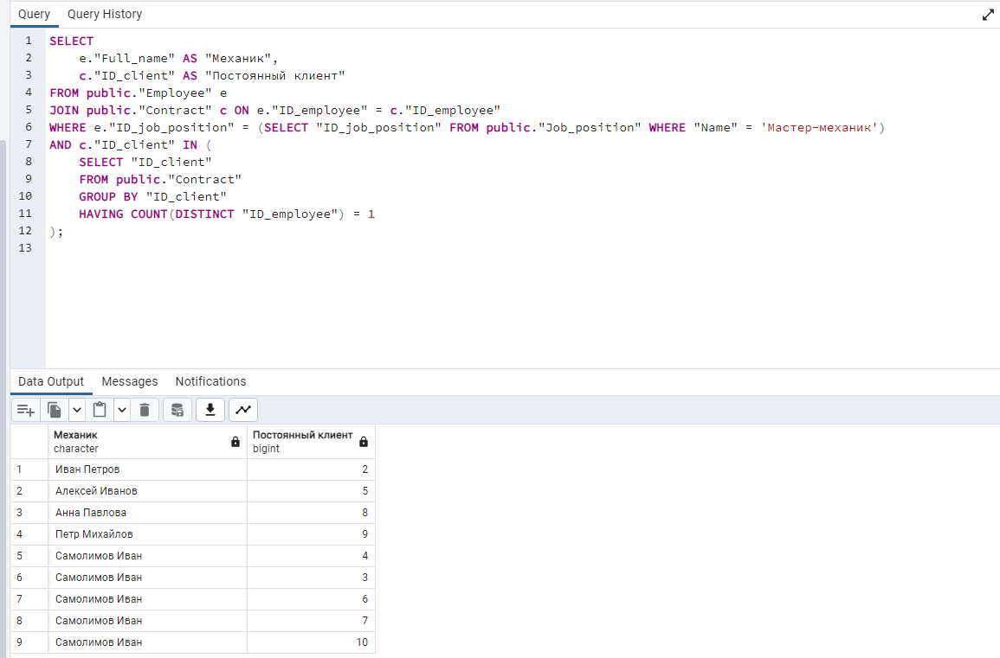 Query Query History
1 SELECT
2 e."Full_name" AS "Механик",
3 c."ID_client" AS "Постоянный клиент"
4 FROM public."Employee" e
5 JOIN public."Contract" c ON e."ID_employee" = c."ID_employee"
6 WHERE e."ID_job_position" = (SELECT "ID_job_position" FROM public."Job_position" WHERE "Name" = 'Мастер-механик')
7 AND c."ID_client" IN (
8 SELECT "ID_client"
9 FROM public."Contract"
10 GROUP BY "ID_client"
11 HAVING COUNT(DISTINCT "ID_employee") = 1
12 );
13
Data Output Messages Notifications
Механик Постоянный клиент
character bigint
1 Иван Петров 2
2 Алексей Иванов 5
3 Анна Павлова 8
4 Петр Михайлов 9
5 Самолимов Иван 4
6 Самолимов Иван 3
7 Самолимов Иван 6
8 Самолимов Иван 7
9 Самолимов Иван 10